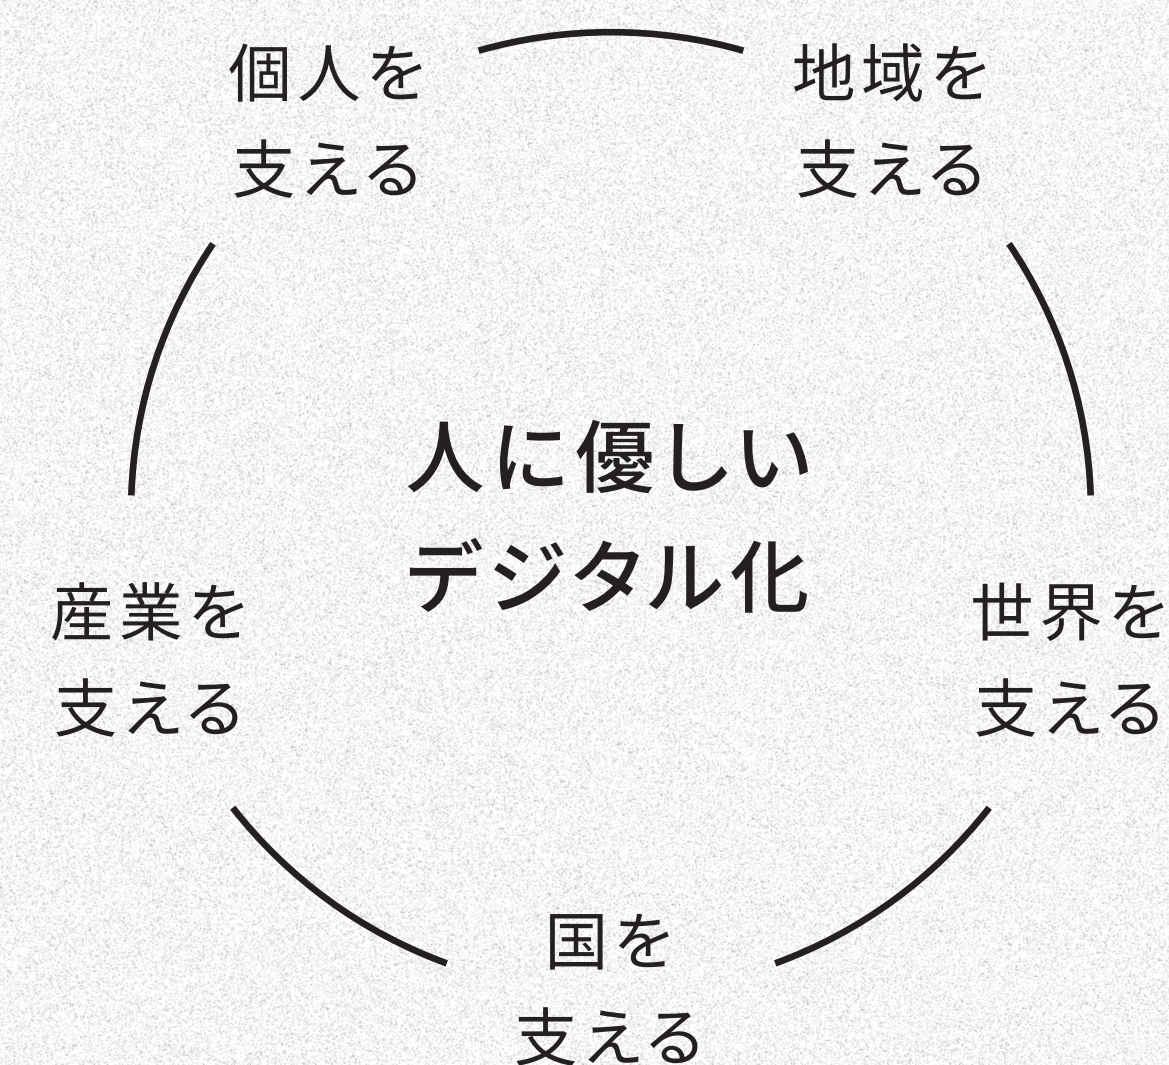 個人を
支える
地域を
支える
人に優しい
デジタル化
産業を
支える
世界を
支える
国を
支える